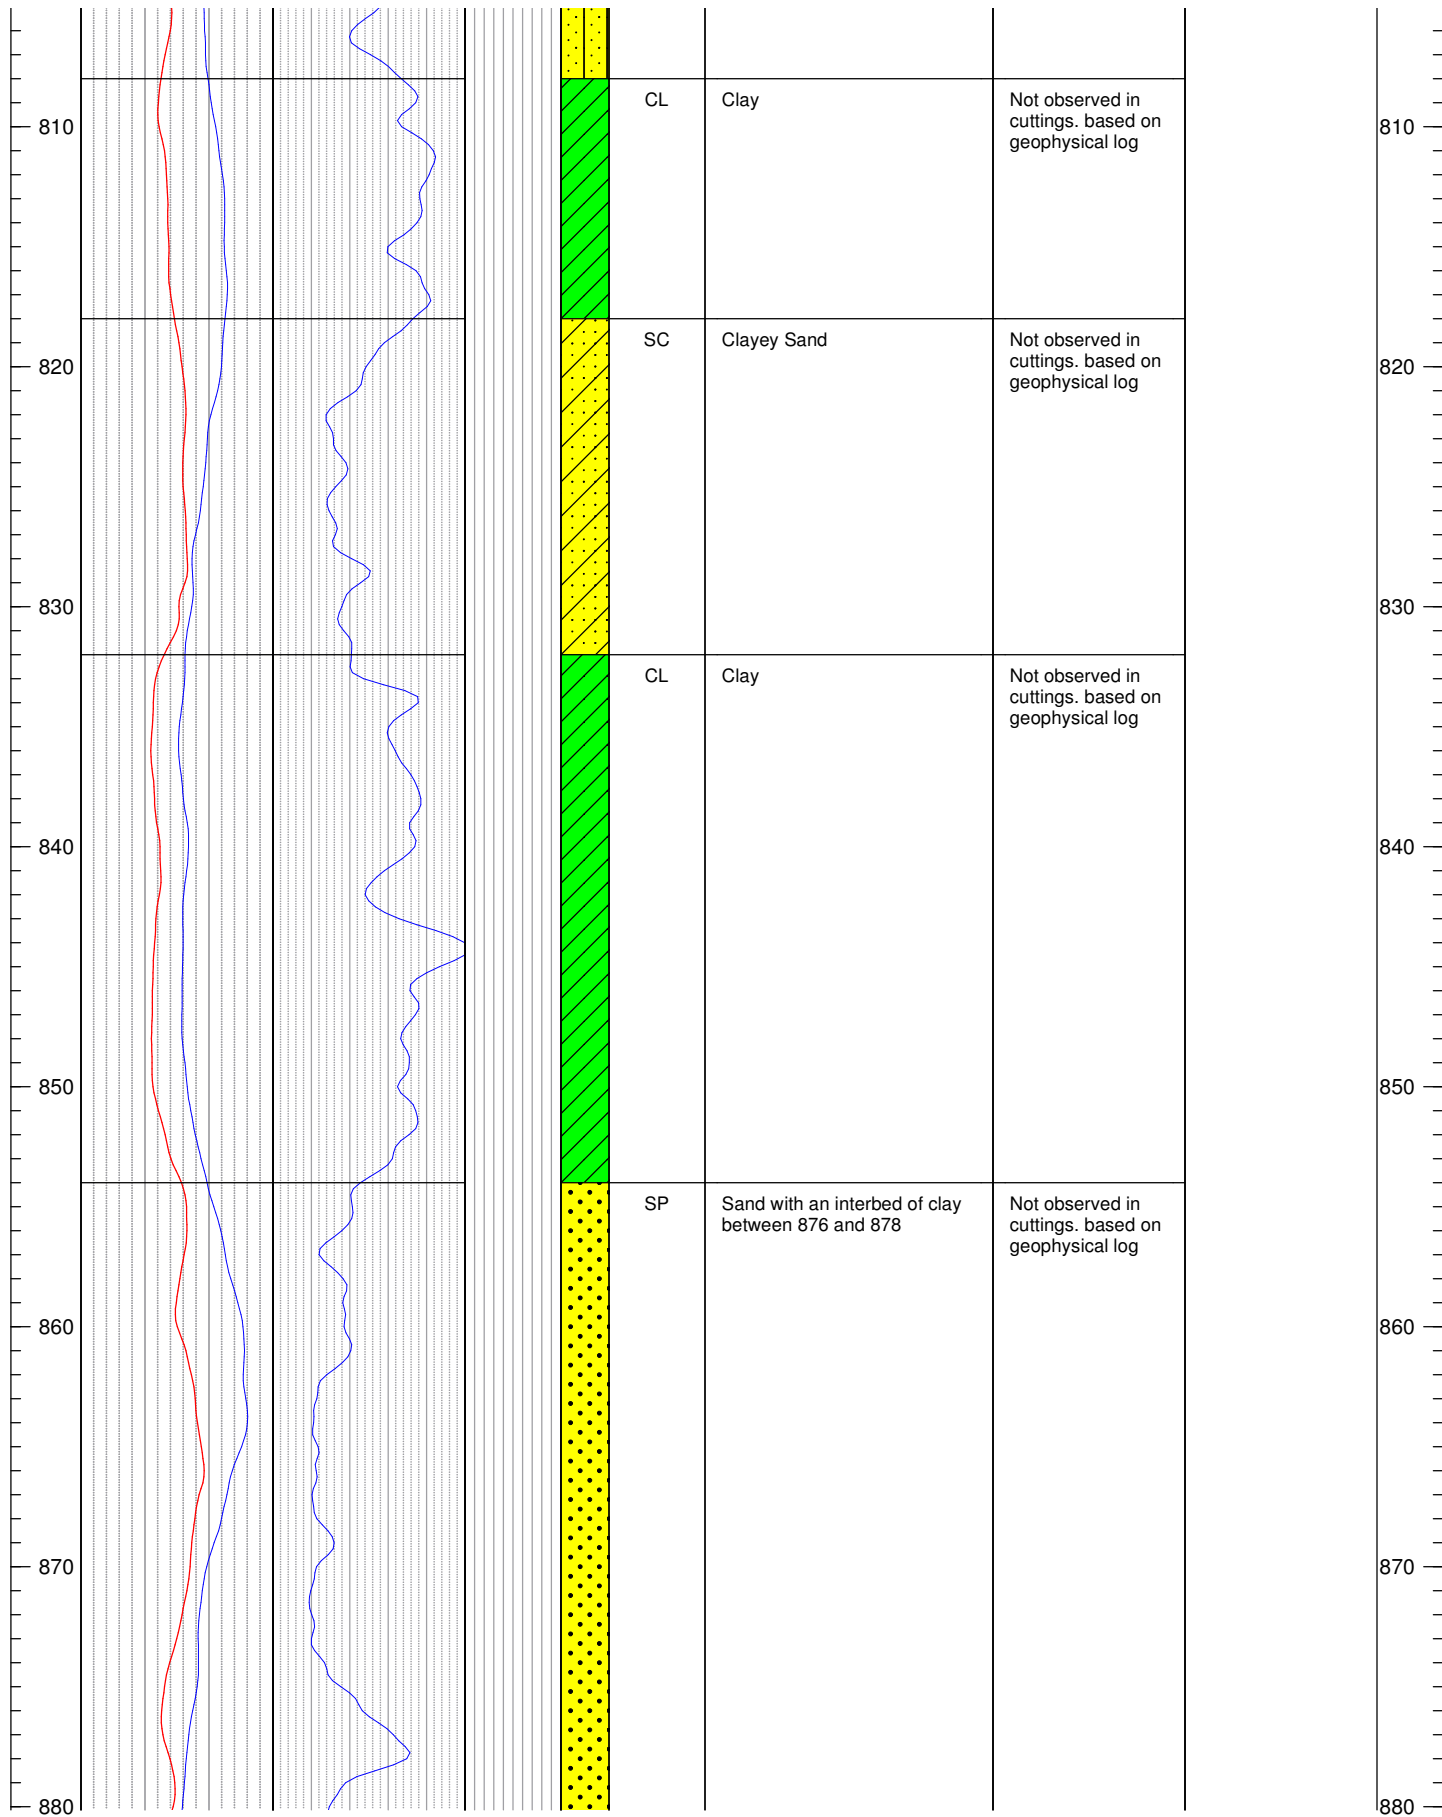 CL Clay Not observed in
cuttings. based on
geophysical log
810 810
SC Clayey Sand Not observed in
cuttings. based on
geophysical log
820 820
830 830
CL Clay Not observed in
cuttings. based on
geophysical log
840 840
850 850
SP Sand with an interbed of clay Not observed in
between 876 and 878 cuttings. based on
geophysical log
860 860
870 870
880 880